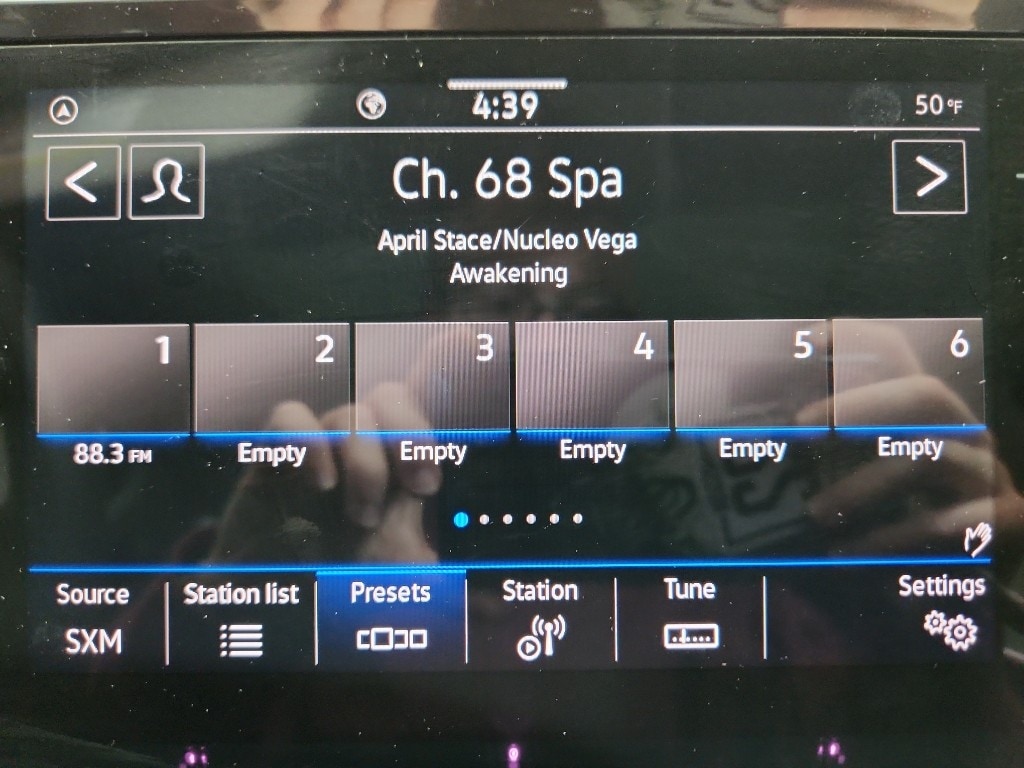 4:39
50°F
Ch. 68 Spa
April Stace/Nucleo Vega
Awakening
1 2 3 4 5 6
88.3 FM Empty Empty Empty Empty Empty
Source Station list Presets Station Tune Settings
SXM